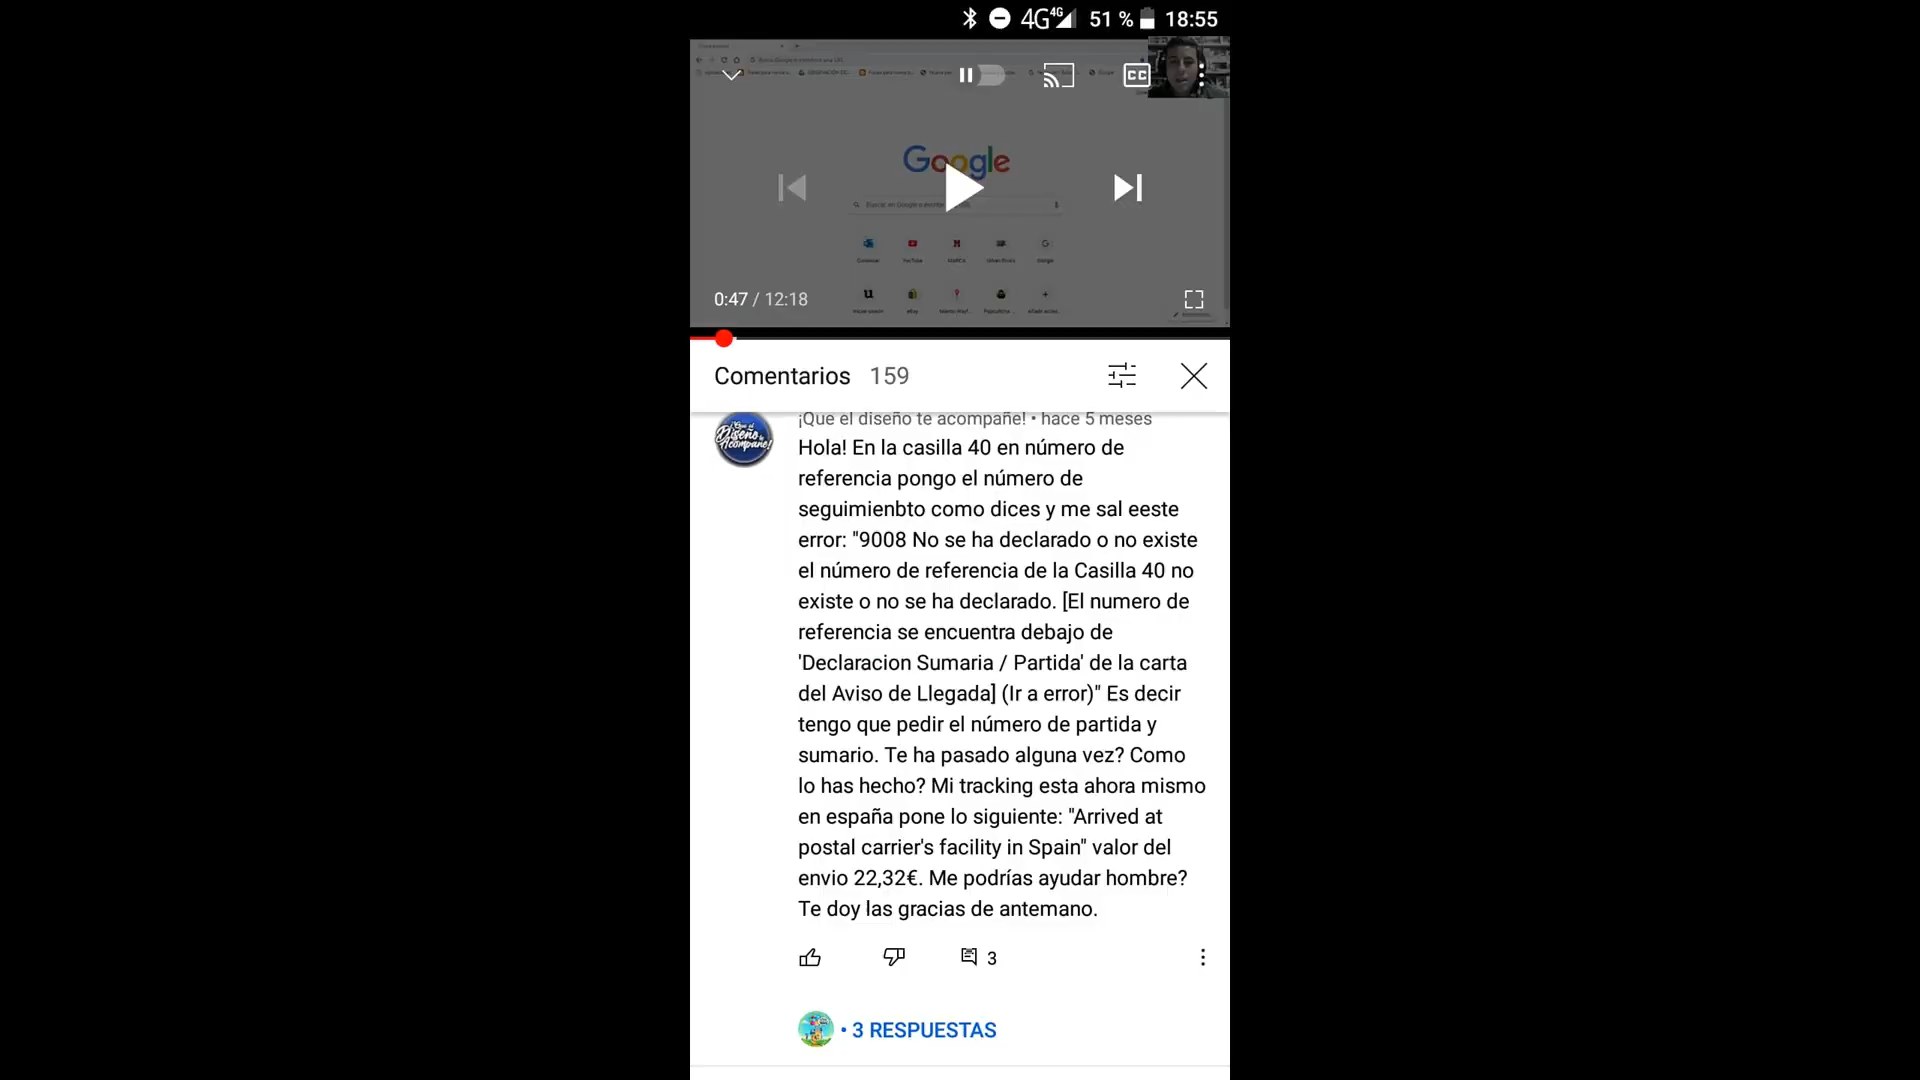 4G 4G 51 % 18:55
CC
Google
0:47 / 12:18
Comentarios 159
¡Que el diseño te acompañe! • hace 5 meses
Hola! En la casilla 40 en número de
referencia pongo el número de
seguimienbto como dices y me sal eeste
error: "9008 No se ha declarado o no existe
el número de referencia de la Casilla 40 no
existe o no se ha declarado. [El numero de
referencia se encuentra debajo de
'Declaracion Sumaria / Partida' de la carta
del Aviso de Llegada] (Ir a error)" Es decir
tengo que pedir el número de partida y
sumario. Te ha pasado alguna vez? Como
lo has hecho? Mi tracking esta ahora mismo
en españa pone lo siguiente: "Arrived at
postal carrier's facility in Spain" valor del
envio 22,32€. Me podrías ayudar hombre?
Te doy las gracias de antemano.
3
• 3 RESPUESTAS